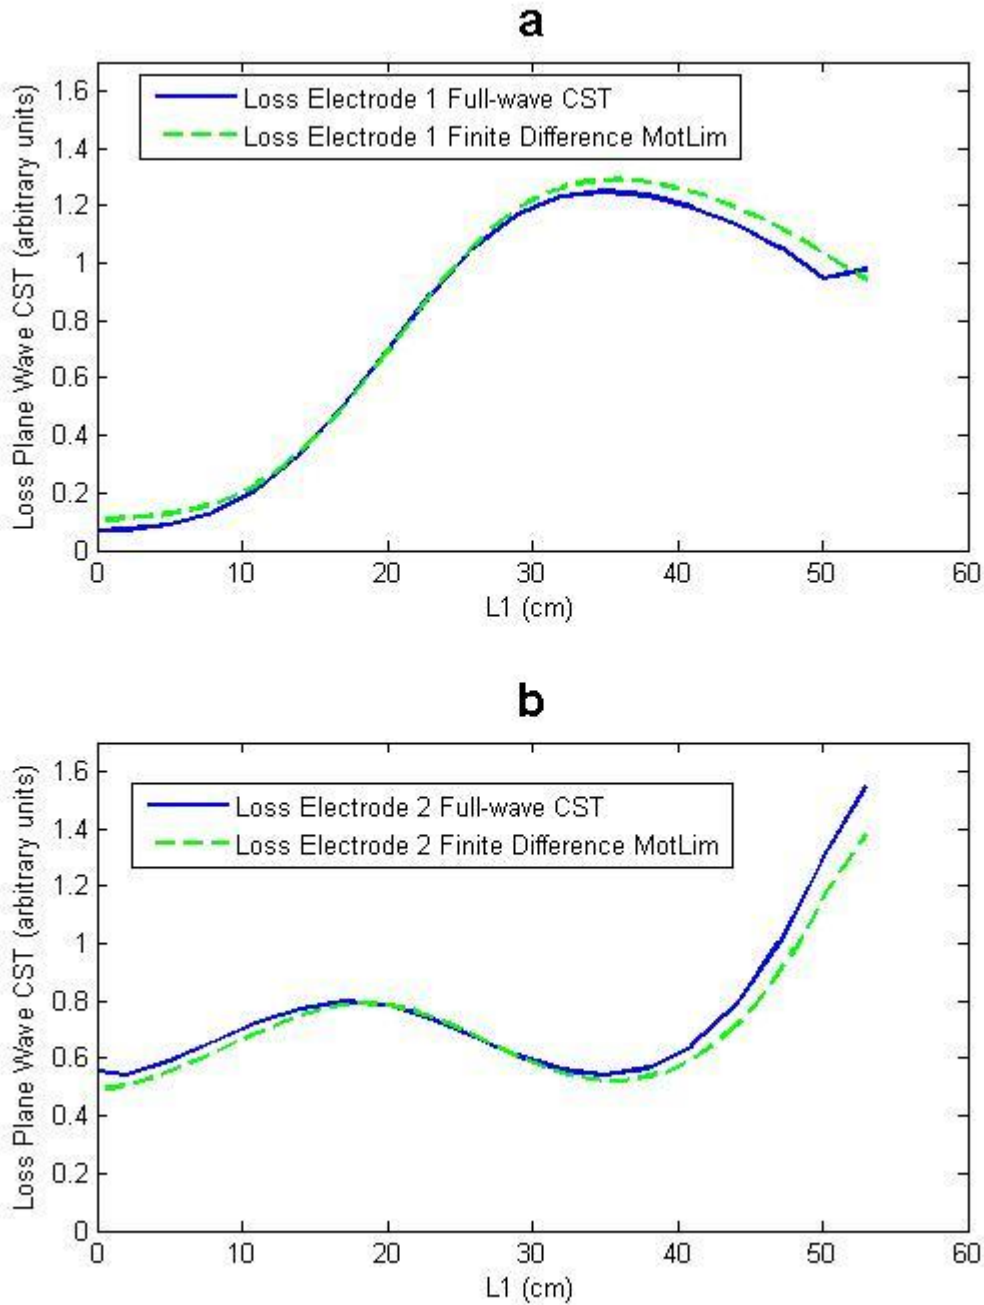 a
Loss Plane Wave CST (arbitrary units)
1.6
1.4
1.2
1
0.8
0.6
0.4
0.2
0
Loss Electrode 1 Full-wave CST
Loss Electrode 1 Finite Difference MotLim
0 10 20 30 40 50 60
L1 (cm)
b
Loss Plane Wave CST (arbitrary units)
1.6
1.4
1.2
1
0.8
0.6
0.4
0.2
0
Loss Electrode 2 Full-wave CST
Loss Electrode 2 Finite Difference MotLim
0 10 20 30 40 50 60
L1 (cm)